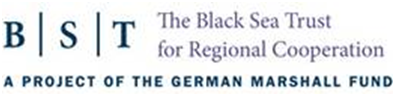 B | S | T
The Black Sea Trust
for Regional Cooperation
A PROJECT OF THE GERMAN MARSHALL FUND